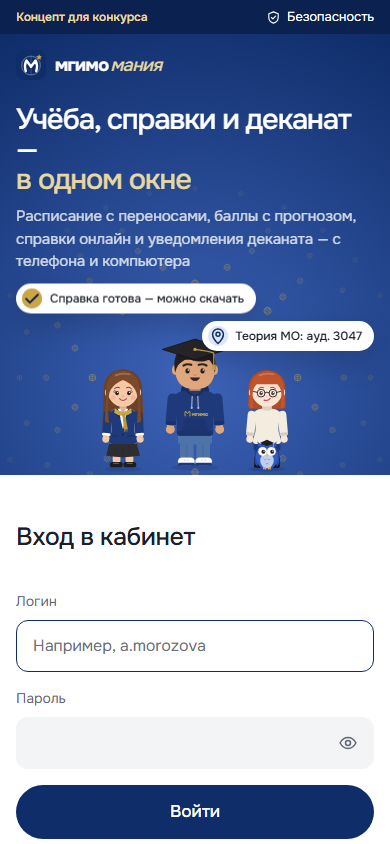 Концепт для конкурса
Безопасность
мгимо мания
Учёба, справки и деканат
—
в одном окне
Расписание с переносами, баллы с прогнозом,
справки онлайн и уведомления деканата — с
телефона и компьютера
Справка готова — можно скачать
Теория МО: ауд. 3047
МГИМО
Вход в кабинет
Логин
Например, a.morozova
Пароль
Войти